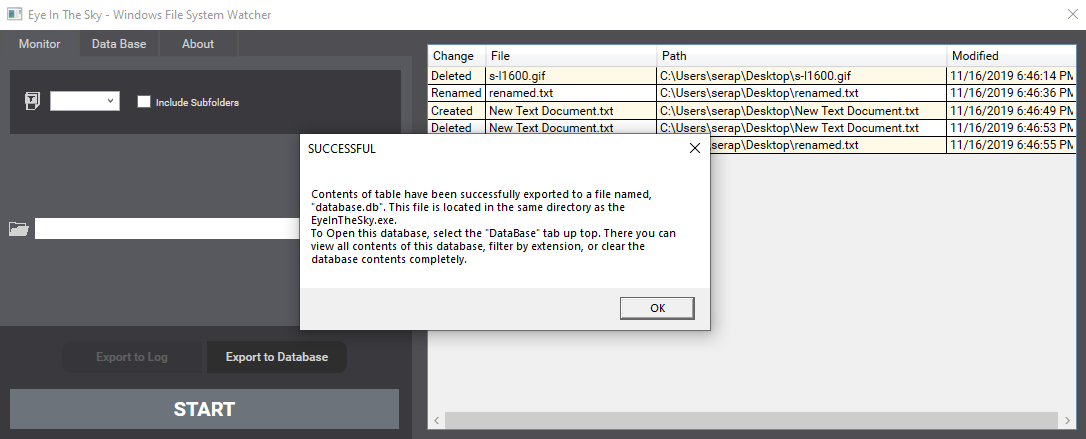 Eye In The Sky - Windows File System Watcher
Monitor Data Base About
Include Subfolders
Export to Log Export to Database
START
Change File Path Modified
Deleted s-l1600.gif C:\Users\serap\Desktop\s-l1600.gif 11/16/2019 6:46:14 PM
Renamed renamed.txt C:\Users\serap\Desktop\renamed.txt 11/16/2019 6:46:36 PM
Created New Text Document.txt C:\Users\serap\Desktop\New Text Document.txt 11/16/2019 6:46:49 PM
Deleted New Text Document.txt C:\Users\serap\Desktop\New Text Document.txt 11/16/2019 6:46:53 PM
serap\Desktop\renamed.txt 11/16/2019 6:46:55 PM
SUCCESSFUL
Contents of table have been successfully exported to a file named,
"database.db". This file is located in the same directory as the
EyeInTheSky.exe.
To Open this database, select the "DataBase" tab up top. There you can
view all contents of this database, filter by extension, or clear the
database contents completely.
OK